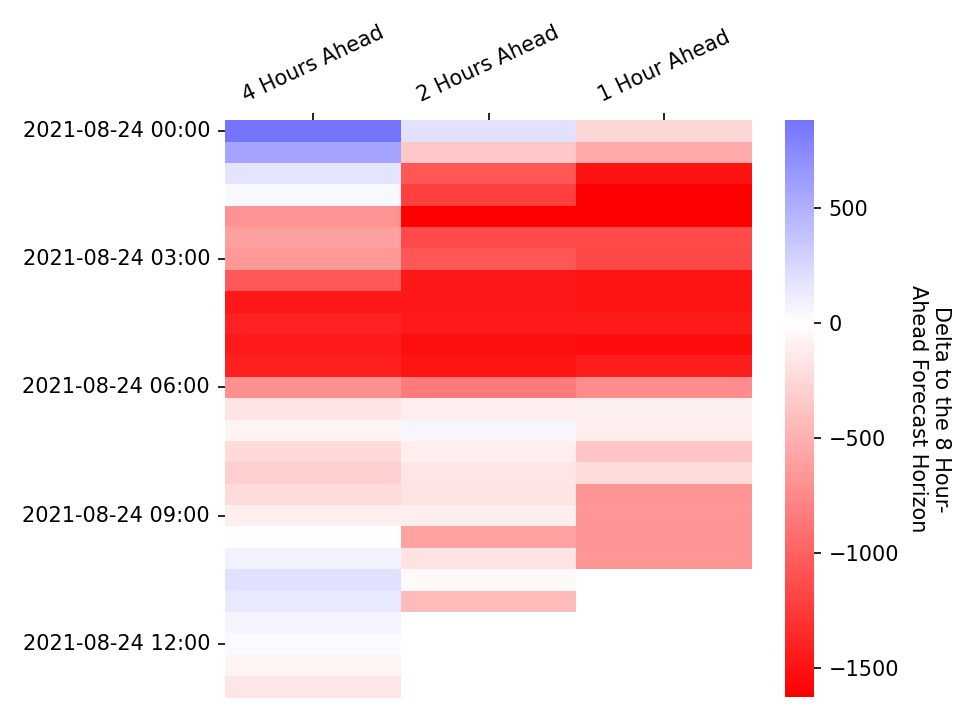 4 Hours Ahead
2 Hours Ahead
1 Hour Ahead
2021-08-24 00:00
2021-08-24 03:00
2021-08-24 06:00
2021-08-24 09:00
2021-08-24 12:00
500
0
−500
−1000
−1500
Delta to the 8 Hour-
Ahead Forecast Horizon